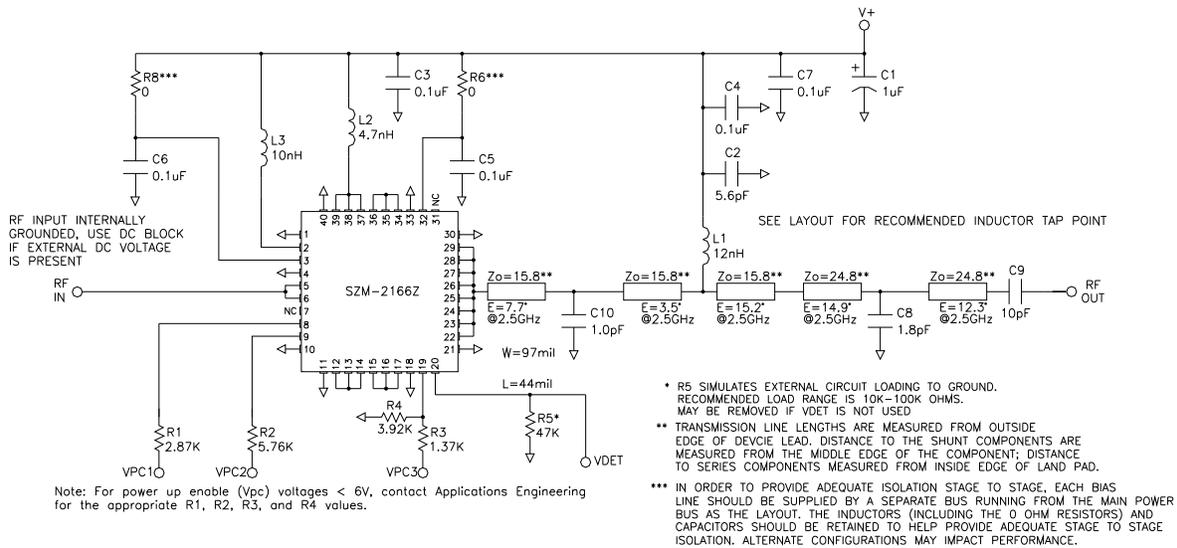 V+
R8***
0
C3
0.1uF
R6***
0
C4
0.1uF
C7
0.1uF
+
C1
1uF
L3
10nH
L2
4.7nH
C6
0.1uF
C5
0.1uF
C2
5.6pF
RF INPUT INTERNALLY
GROUNDED, USE DC BLOCK
IF EXTERNAL DC VOLTAGE
IS PRESENT
40 39 38 37 36 35 34 33 32 31 NC
SEE LAYOUT FOR RECOMMENDED INDUCTOR TAP POINT
1
2
3
4
5
6
NC 7
8
9
10
30
29
28
27
26
25
24
23
22
21
SZM-2166Z
L1
12nH
RF
IN
Zo=15.8**
E=7.7°
@2.5GHz
C10
1.0pF
Zo=15.8**
E=3.5°
@2.5GHz
Zo=15.8**
E=15.2°
@2.5GHz
Zo=24.8**
E=14.9°
@2.5GHz
C8
1.8pF
Zo=24.8**
E=12.3°
@2.5GHz
C9
10pF
RF
OUT
W=97mil
L=44mil
11 12 13 14 15 16 17 18 19 20
R4
3.92K
R5*
47K
R1
2.87K
R2
5.76K
R3
1.37K
VPC1
VPC2
VPC3
VDET
Note: For power up enable (Vpc) voltages < 6V, contact Applications Engineering
for the appropriate R1, R2, R3, and R4 values.
* R5 SIMULATES EXTERNAL CIRCUIT LOADING TO GROUND.
RECOMMENDED LOAD RANGE IS 10K-100K OHMS.
MAY BE REMOVED IF VDET IS NOT USED
** TRANSMISSION LINE LENGTHS ARE MEASURED FROM OUTSIDE
EDGE OF DEVCIE LEAD. DISTANCE TO THE SHUNT COMPONENTS ARE
MEASURED FROM THE MIDDLE EDGE OF THE COMPONENT; DISTANCE
TO SERIES COMPONENTS MEASURED FROM INSIDE EDGE OF LAND PAD.
*** IN ORDER TO PROVIDE ADEQUATE ISOLATION STAGE TO STAGE, EACH BIAS
LINE SHOULD BE SUPPLIED BY A SEPARATE BUS RUNNING FROM THE MAIN POWER
BUS AS THE LAYOUT. THE INDUCTORS (INCLUDING THE 0 OHM RESISTORS) AND
CAPACITORS SHOULD BE RETAINED TO HELP PROVIDE ADEQUATE STAGE TO STAGE
ISOLATION. ALTERNATE CONFIGURATIONS MAY IMPACT PERFORMANCE.